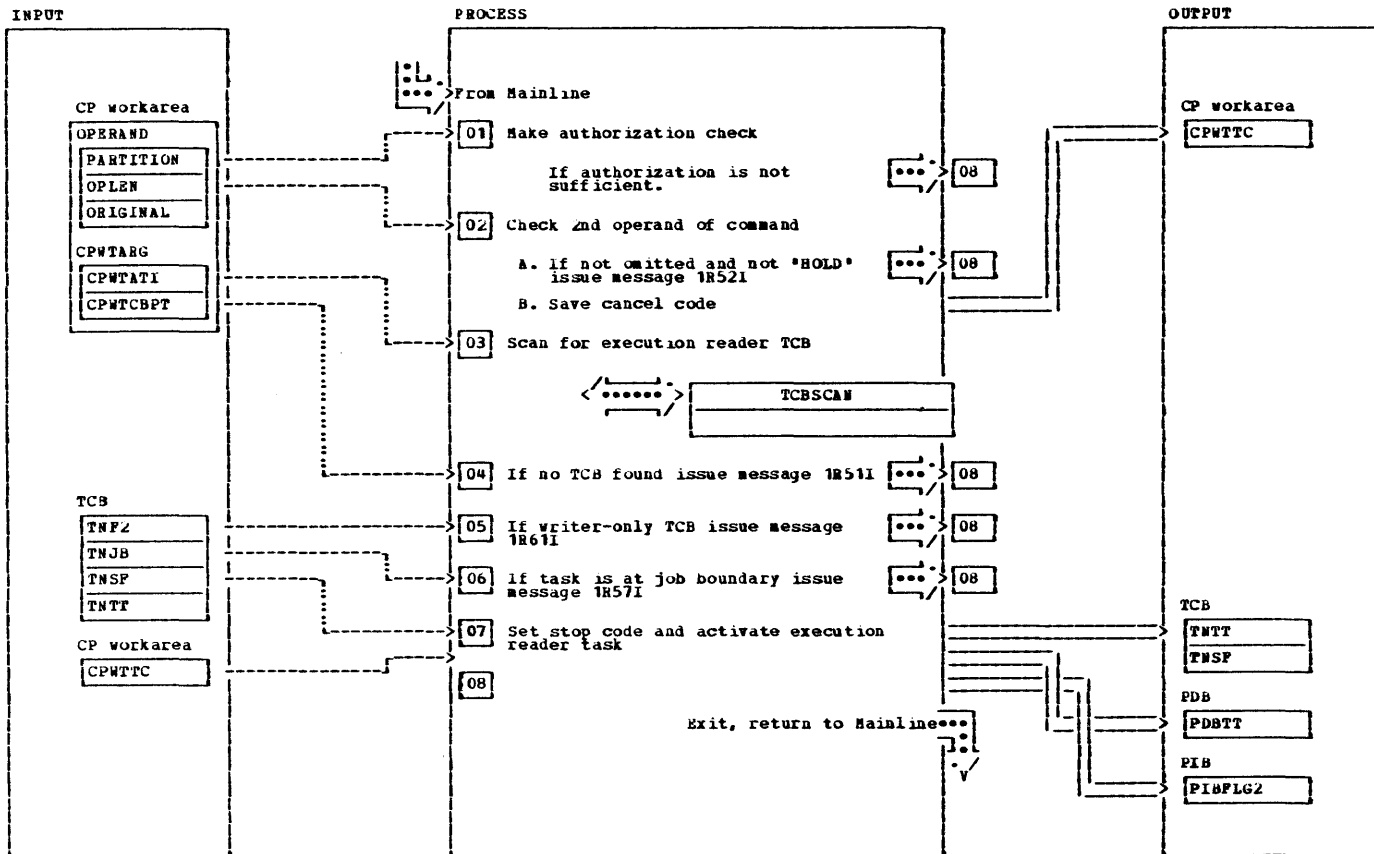 INPUT
PROCESS
OUTPUT
From Mainline
CP workarea
OPERAND
PARTITION
OPLEN
ORIGINAL
CPWTARG
CPWTATI
CPWTCBPT
01 Make authorization check
If authorization is not
sufficient.
08
02 Check 2nd operand of command
A. If not omitted and not "HOLD"
issue message 1R52I
08
B. Save cancel code
CP workarea
CPWTTC
03 Scan for execution reader TCB
TCBSCAN
04 If no TCB found issue message 1R51I
08
TCB
TNF2
TNJB
TNSF
TNTT
05 If writer-only TCB issue message
1R61I
08
06 If task is at job boundary issue
message 1R57I
08
07 Set stop code and activate execution
reader task
CP workarea
CPWTTC
08
Exit, return to Mainline
TCB
TNTT
TNSF
PDB
PDBTT
PIB
PIBFLG2